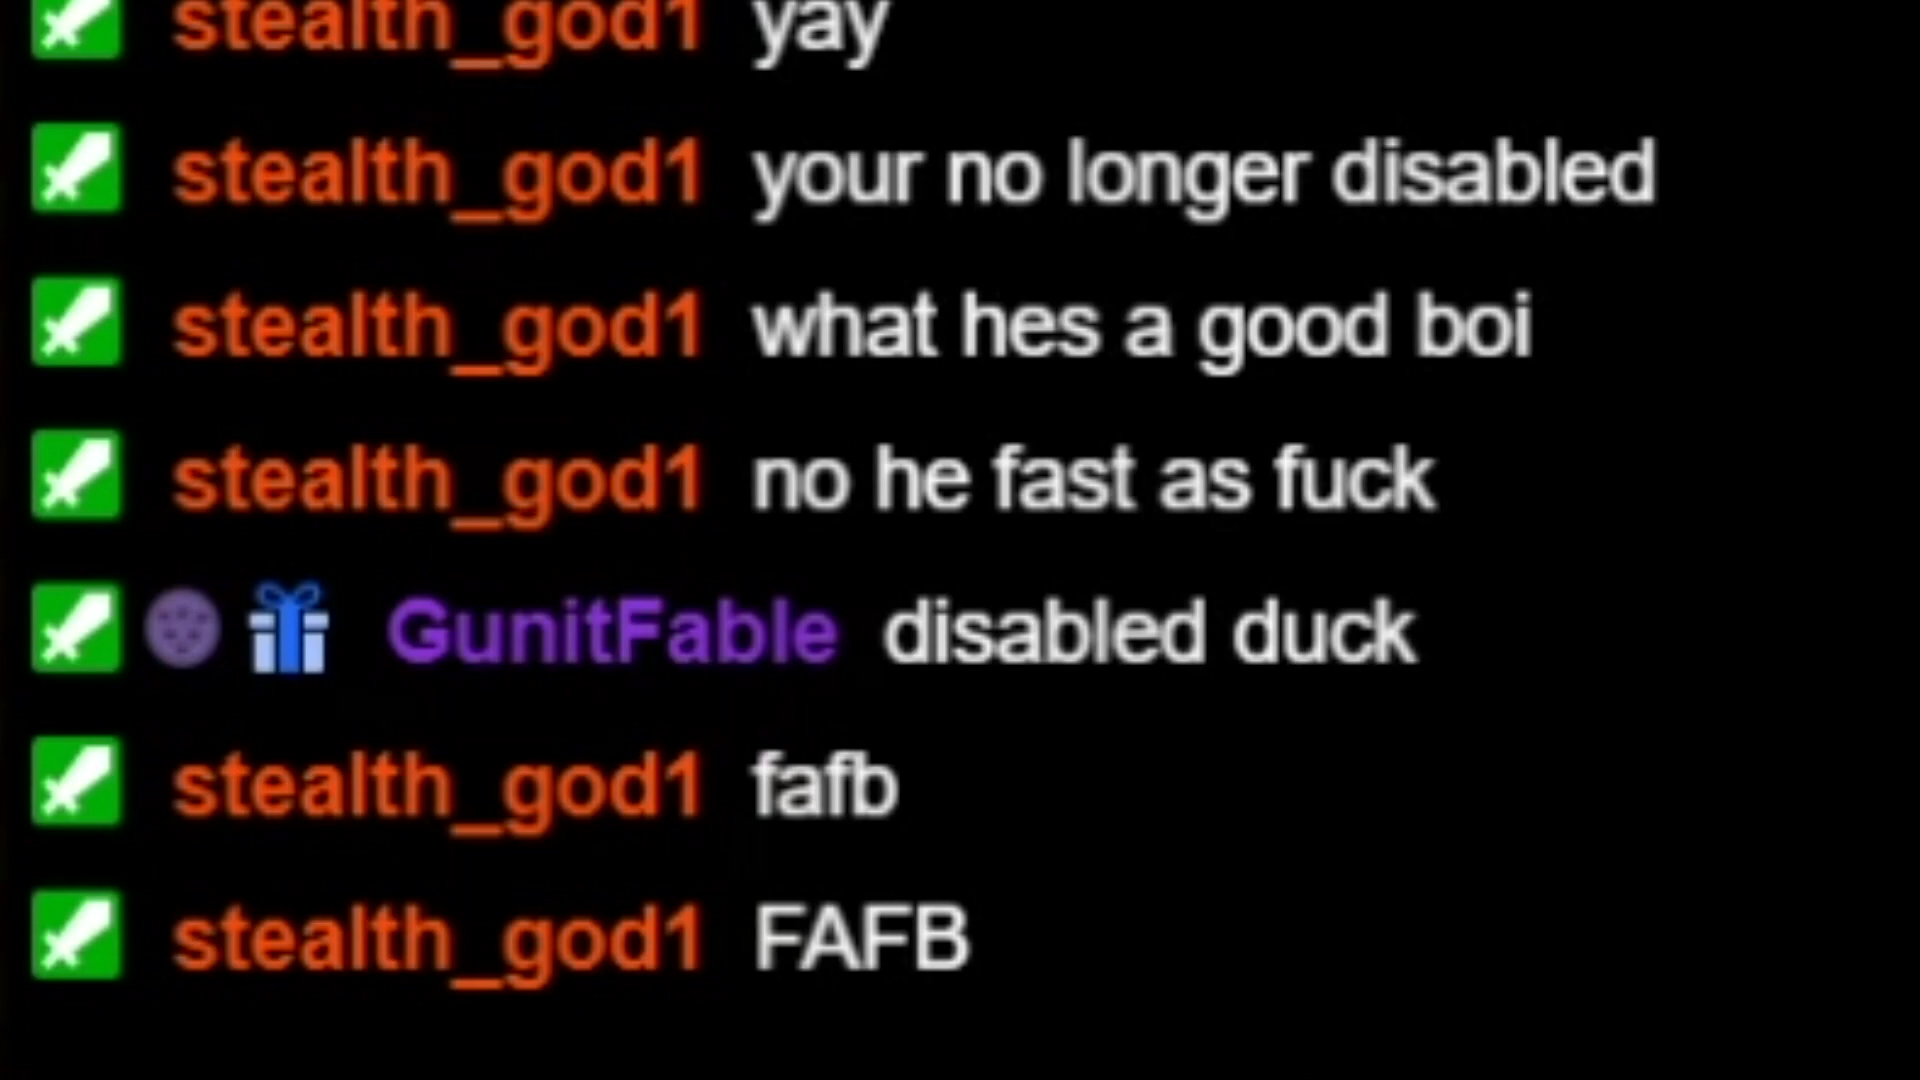 stealth_god1 yay
stealth_god1 your no longer disabled
stealth_god1 what hes a good boi
stealth_god1 no he fast as fuck
GunitFable disabled duck
stealth_god1 fafb
stealth_god1 FAFB